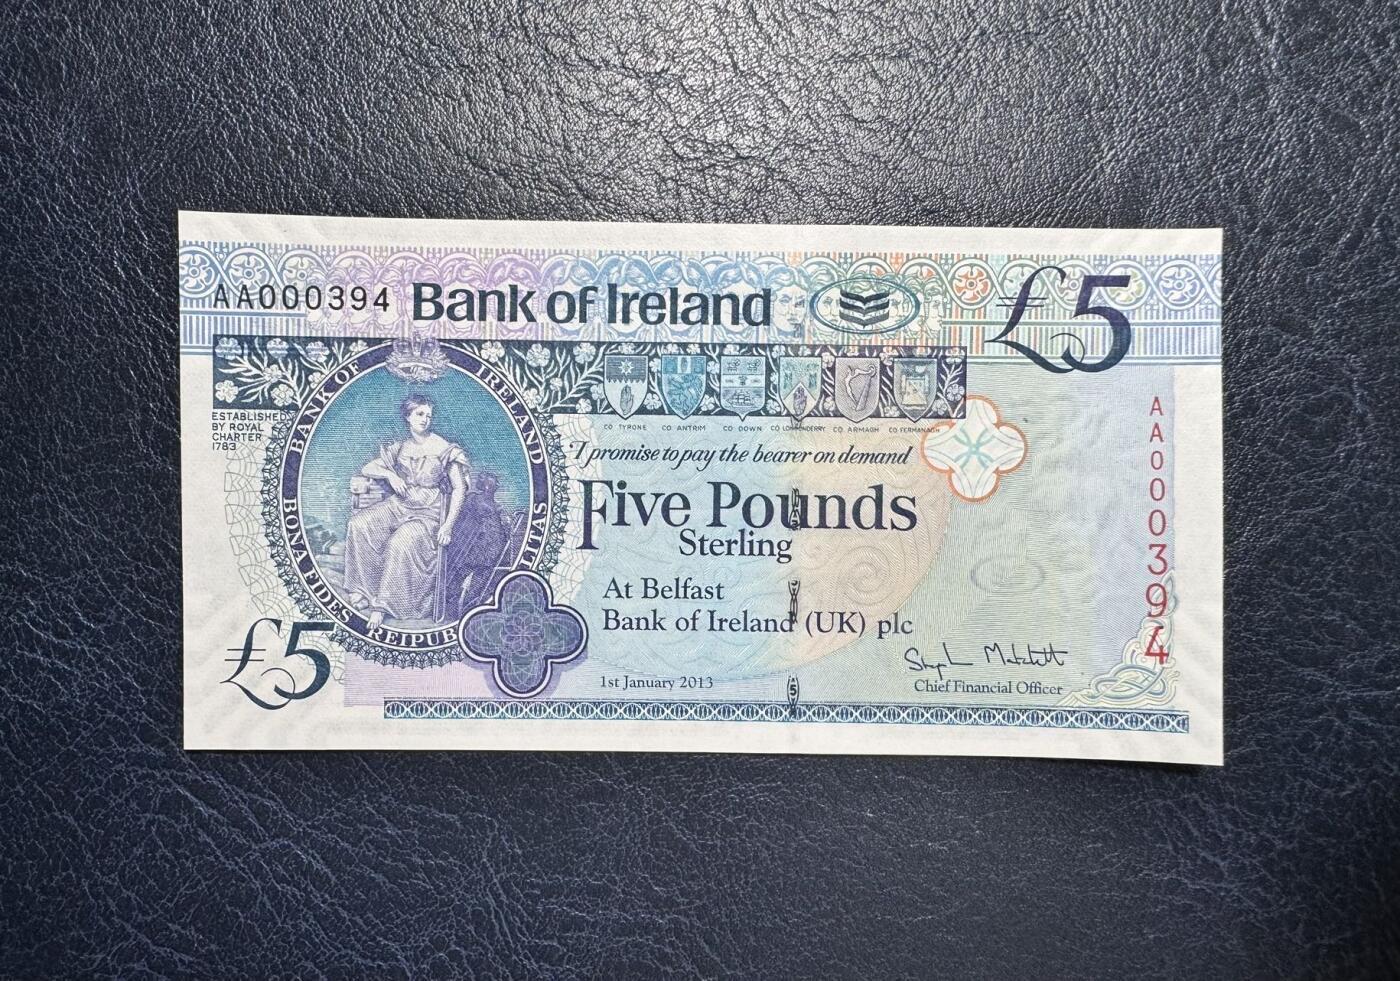 AA000394 Bank of Ireland £5
ESTABLISHED
BY ROYAL
CHARTER
1783
BANK OF IRELAND
BONA FIDES REIPUB ILITAS
CO TYRONE CO ANTRIM CO DOWN CO LONDONDERRY CO ARMAGH CO FERMANAGH
I promise to pay the bearer on demand
Five Pounds
Sterling
At Belfast
Bank of Ireland (UK) plc
1st January 2013
Chief Financial Officer
£5
AA000394